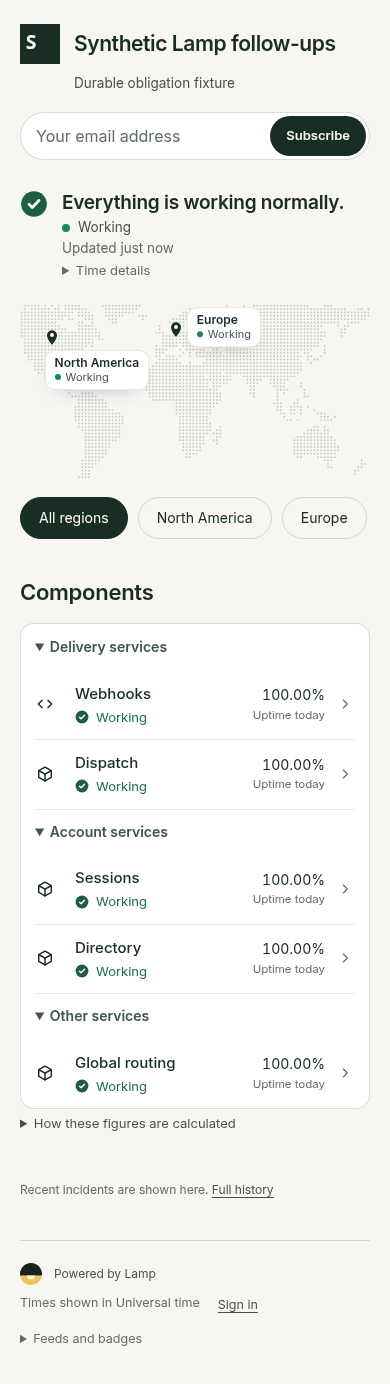 S
Synthetic Lamp follow-ups
Durable obligation fixture
Your email address
Subscribe
Everything is working normally.
Working
Updated just now
Time details
Europe
Working
North America
Working
All regions
North America
Europe
Components
Delivery services
Webhooks
100.00%
Working
Uptime today
Dispatch
100.00%
Working
Uptime today
Account services
Sessions
100.00%
Working
Uptime today
Directory
100.00%
Working
Uptime today
Other services
Global routing
100.00%
Working
Uptime today
How these figures are calculated
Recent incidents are shown here. Full history
Powered by Lamp
Times shown in Universal time
Sign in
Feeds and badges